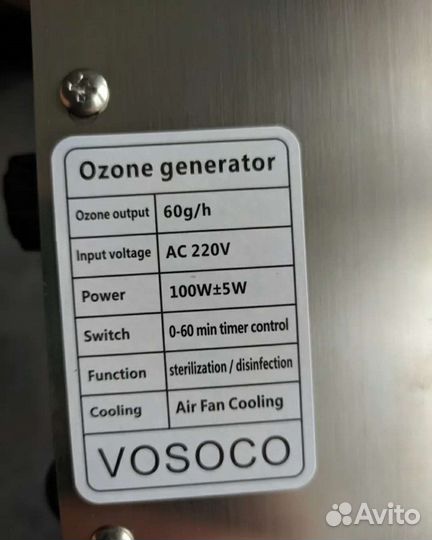 Ozone generator
Ozone output 60g/h
Input voltage AC 220V
Power 100W±5W
Switch 0-60 min timer control
Function sterilization / disinfection
Cooling Air Fan Cooling
VOSOCO
Avito